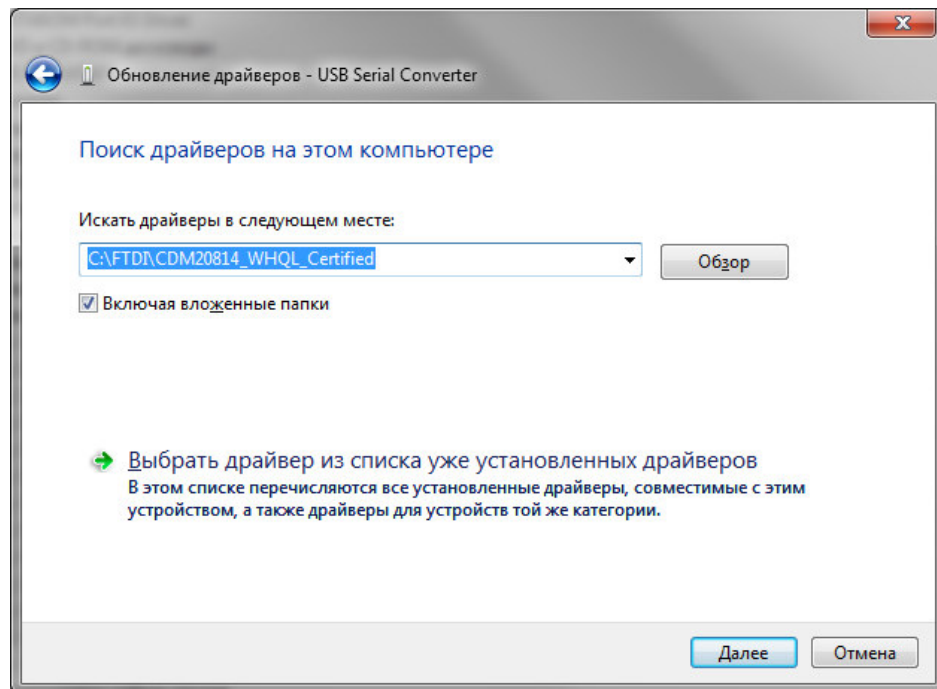 Обновление драйверов - USB Serial Converter
Поиск драйверов на этом компьютере
Искать драйверы в следующем месте:
C:\FTDI\CDM20814_WHQL_Certified
Обзор
Включая вложенные папки
Выбрать драйвер из списка уже установленных драйверов
В этом списке перечисляются все установленные драйверы, совместимые с этим
устройством, а также драйверы для устройств той же категории.
Далее
Отмена